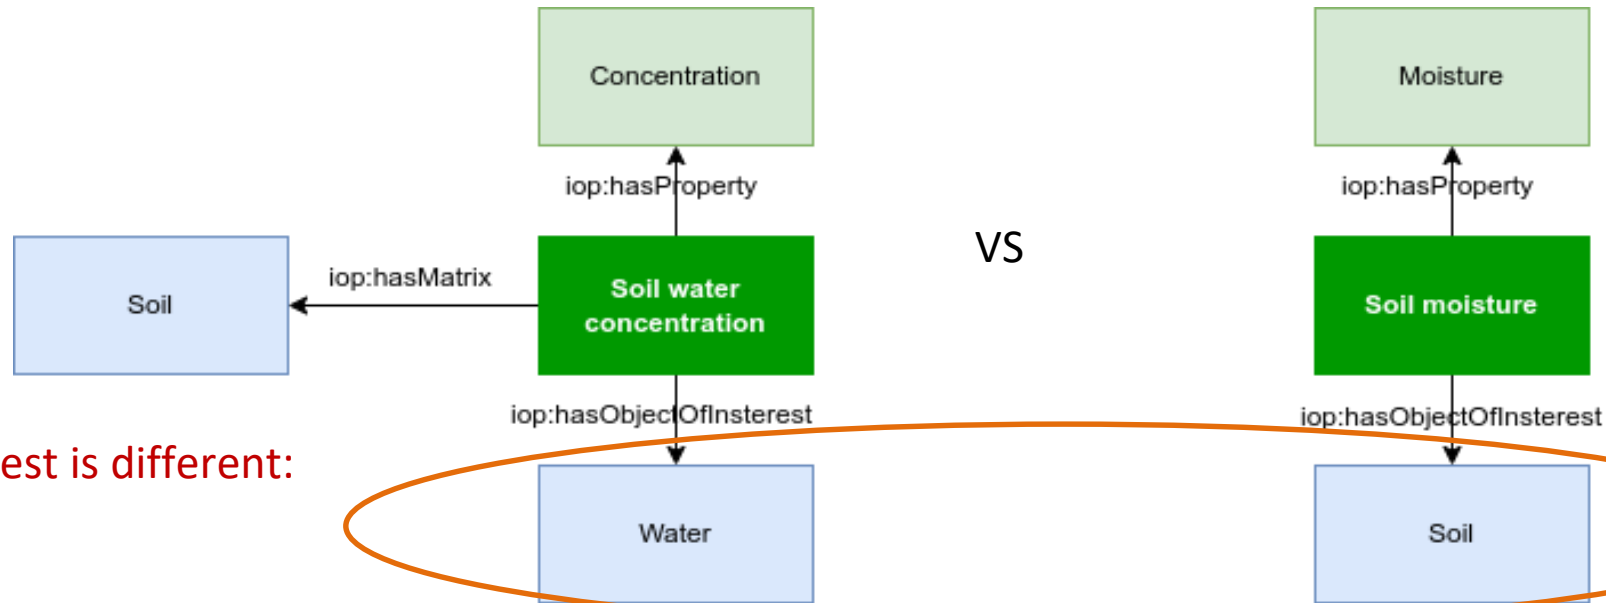 Concentration
Moisture
iop:hasProperty
iop:hasProperty
VS
Soil
iop:hasMatrix
Soil water
concentration
Soil moisture
iop:hasObjectOfInsterest
iop:hasObjectOfInsterest
est is different:
Water
Soil